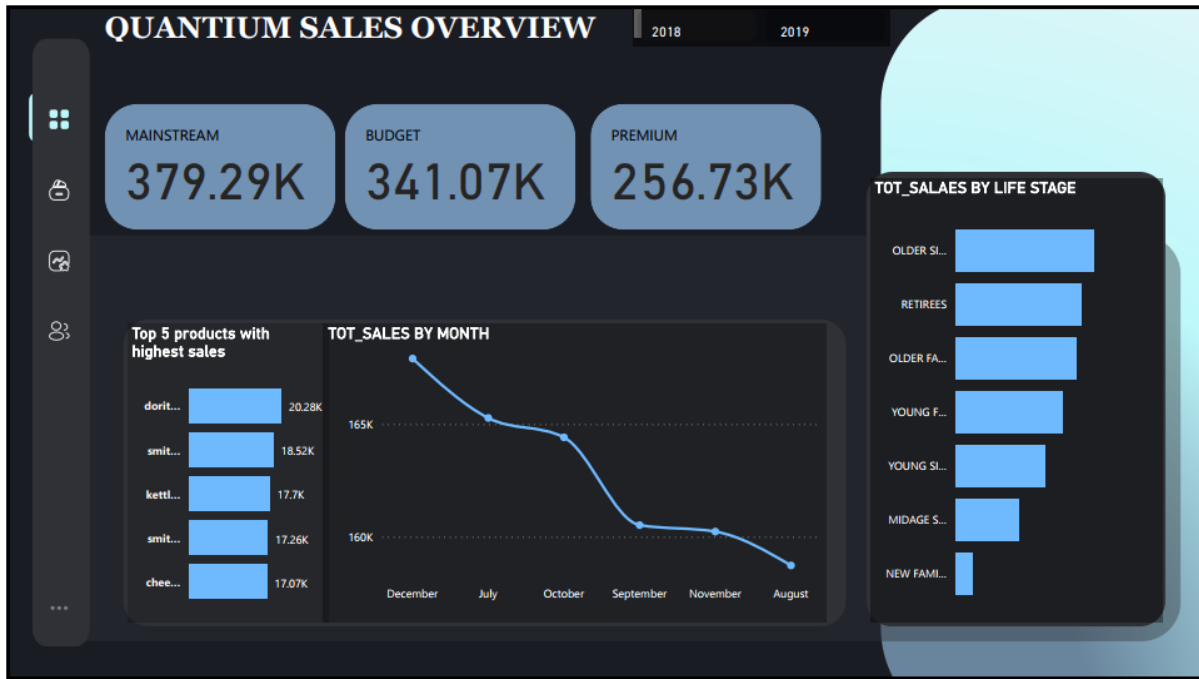 QUANTIUM SALES OVERVIEW
2018
2019
MAINSTREAM
379.29K
BUDGET
341.07K
PREMIUM
256.73K
TOT_SALAES BY LIFE STAGE
OLDER SI...
RETIREES
OLDER FA...
YOUNG F...
YOUNG SI...
MIDAGE S...
NEW FAMI...
Top 5 products with
highest sales
dorit...
20.28K
smit...
18.52K
kettl...
17.7K
smit...
17.26K
chee...
17.07K
TOT_SALES BY MONTH
165K
160K
December
July
October
September
November
August